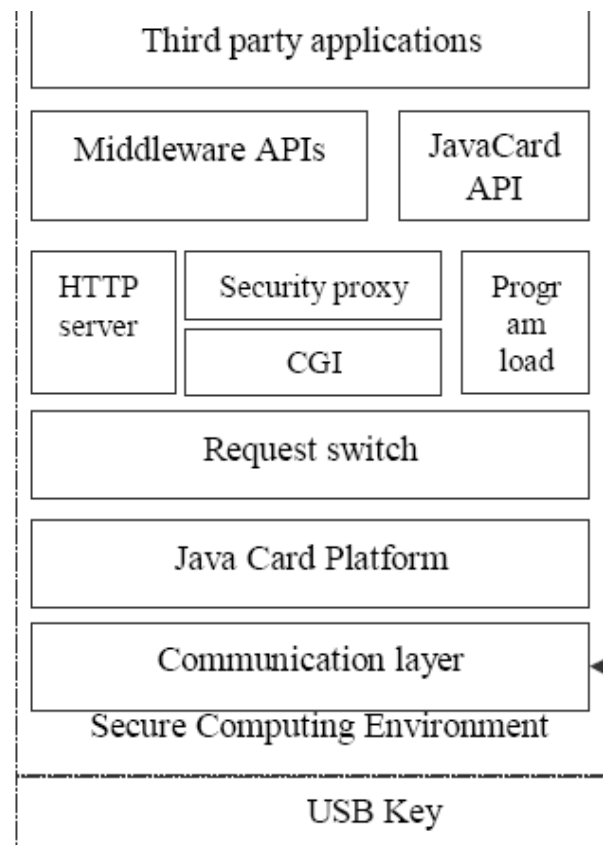 Third party applications
Middleware APIs
JavaCard
API
HTTP
server
Security proxy
CGI
Progr
am
load
Request switch
Java Card Platform
Communication layer
Secure Computing Environment
USB Key